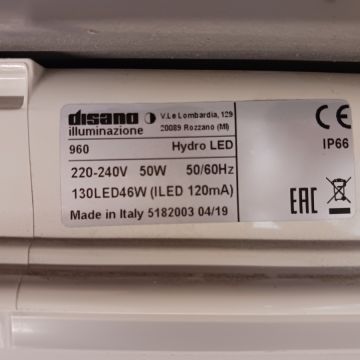 disano V.Le Lombardia, 129
illuminazione 20089 Rozzano (MI)
960 Hydro LED
220-240V 50W 50/60Hz
130LED46W (ILED 120mA)
Made in Italy 5182003 04/19
CE
IP66
EAC